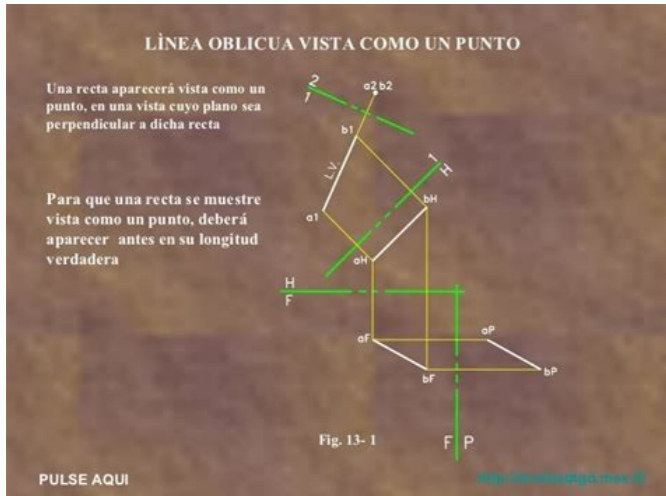 LÌNEA OBLICUA VISTA COMO UN PUNTO
Una recta aparecerá vista como un
punto, en una vista cuyo plano sea
perpendicular a dicha recta
Para que una recta se muestre
vista como un punto, deberá
aparecer antes en su longitud
verdadera
a2 b2
2
1
b1
L.V.
1
H
a1
bH
aH
H
F
aF
aP
bF
bP
F P
Fig. 13- 1
PULSE AQUI